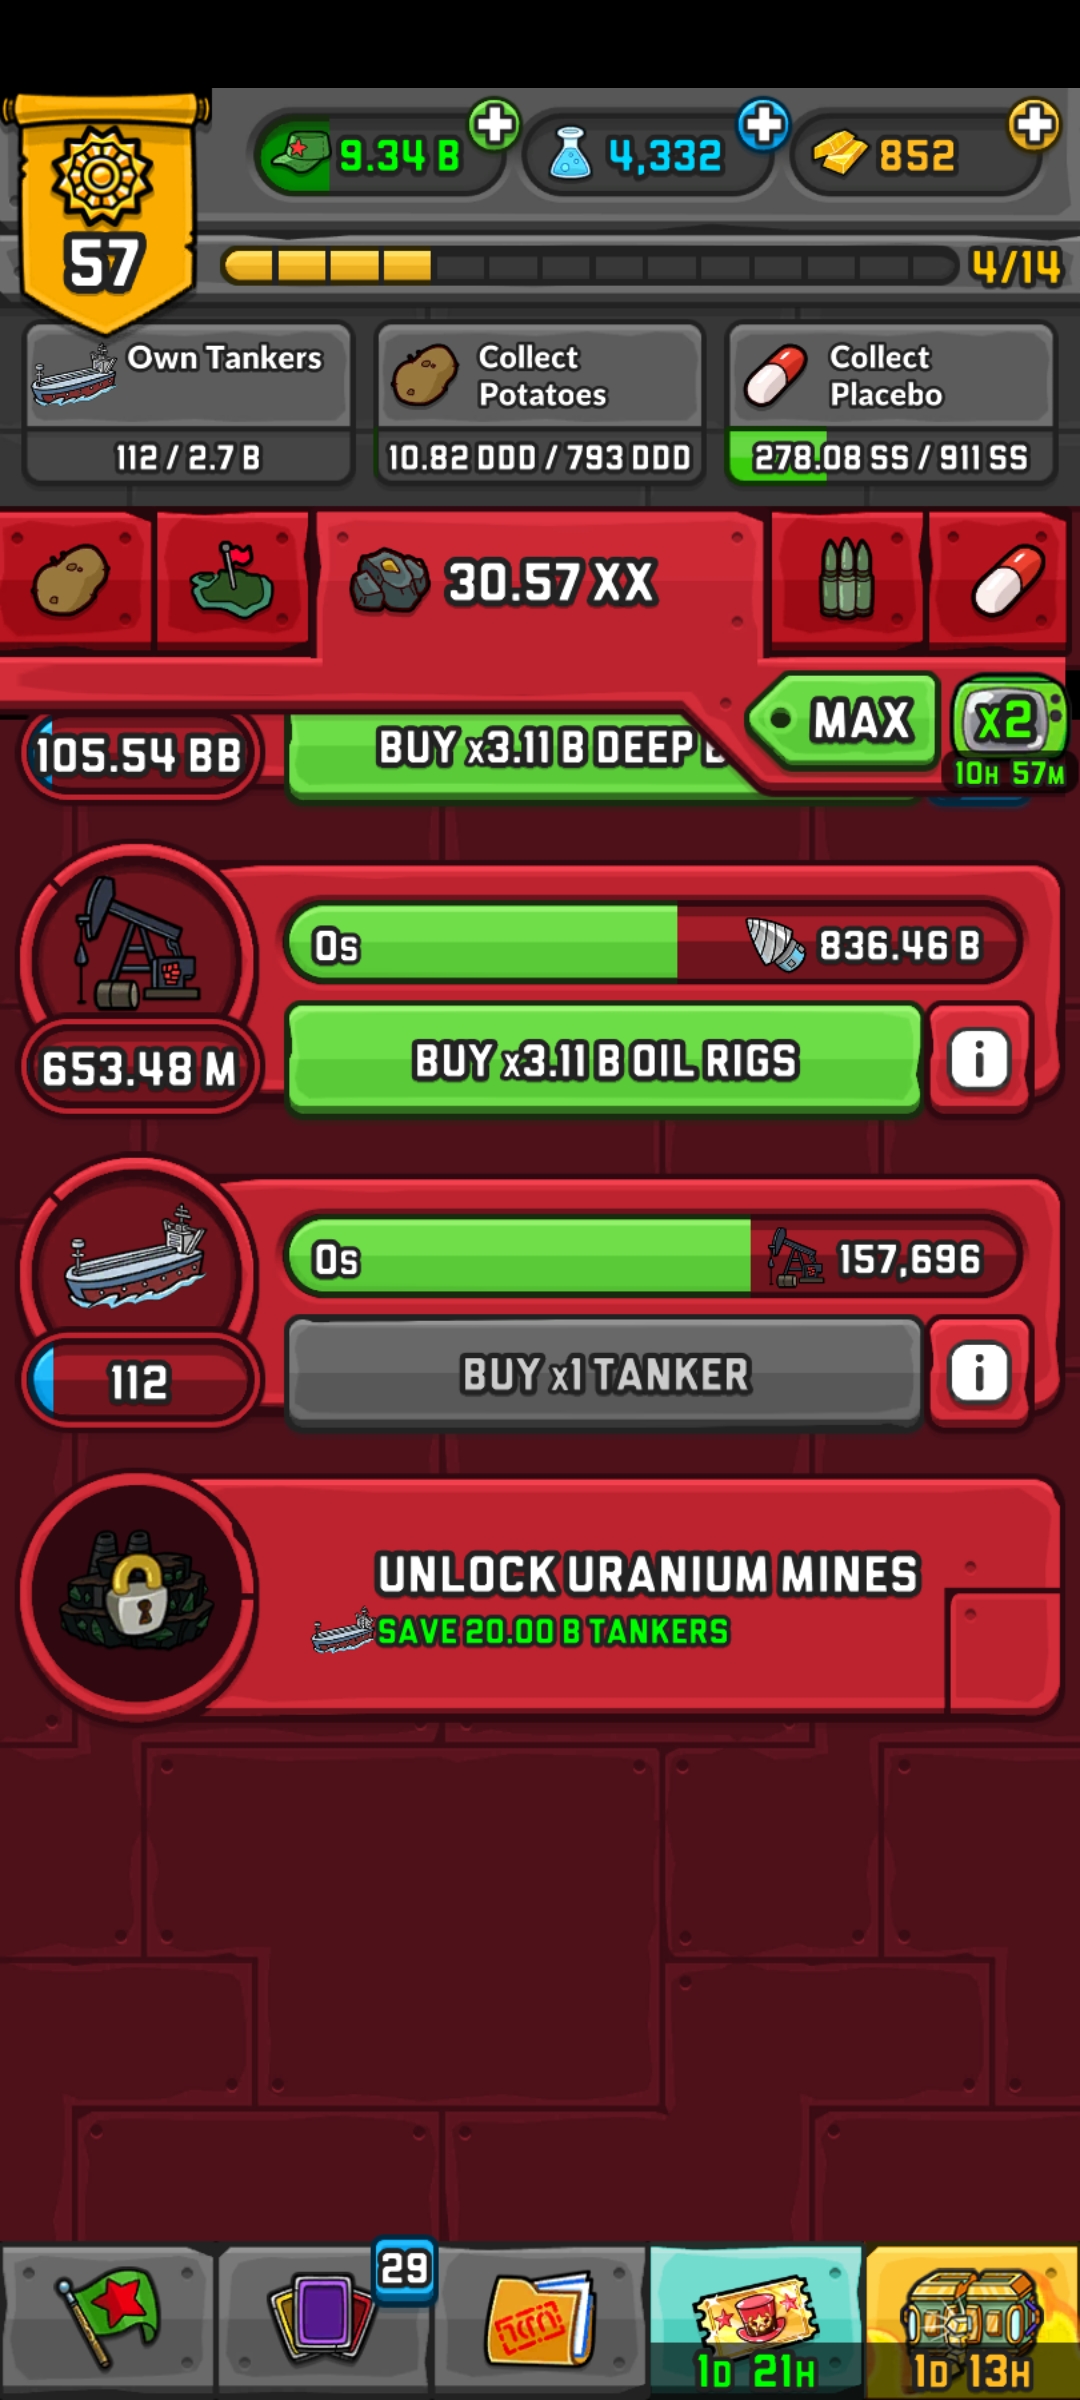 9.34 B
4,332
852
57
4/14
Own Tankers
112 / 2.7 B
Collect
Potatoes
10.82 DDD / 793 DDD
Collect
Placebo
278.08 SS / 911 SS
30.57 XX
MAX
x2
10H 57M
105.54 BB
BUY x3.11 B DEEP
0s
836.46 B
653.48 M
BUY x3.11 B OIL RIGS
i
0s
157,696
112
BUY x1 TANKER
i
UNLOCK URANIUM MINES
SAVE 20.00 B TANKERS
29
1D 21H
1D 13H